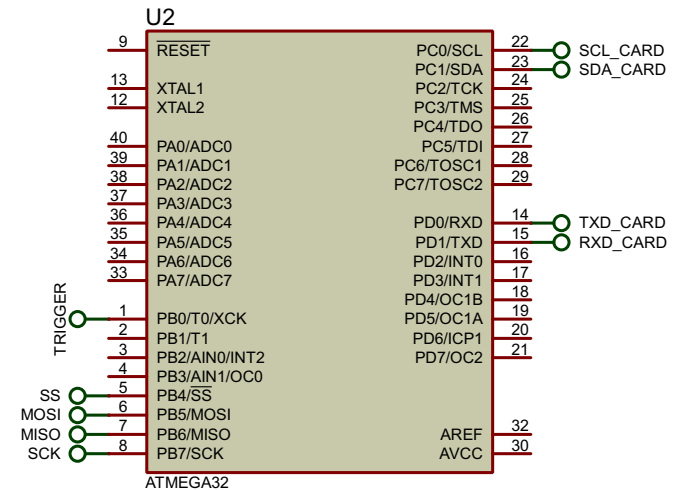 U2
9 RESET
13 XTAL1
12 XTAL2
40 PA0/ADC0
39 PA1/ADC1
38 PA2/ADC2
37 PA3/ADC3
36 PA4/ADC4
35 PA5/ADC5
34 PA6/ADC6
33 PA7/ADC7
TRIGGER 1 PB0/T0/XCK
2 PB1/T1
3 PB2/AIN0/INT2
4 PB3/AIN1/OC0
SS 5 PB4/SS
MOSI 6 PB5/MOSI
MISO 7 PB6/MISO
SCK 8 PB7/SCK
PC0/SCL 22 SCL_CARD
PC1/SDA 23 SDA_CARD
PC2/TCK 24
PC3/TMS 25
PC4/TDO 26
PC5/TDI 27
PC6/TOSC1 28
PC7/TOSC2 29
PD0/RXD 14 TXD_CARD
PD1/TXD 15 RXD_CARD
PD2/INT0 16
PD3/INT1 17
PD4/OC1B 18
PD5/OC1A 19
PD6/ICP1 20
PD7/OC2 21
AREF 32
AVCC 30
ATMEGA32